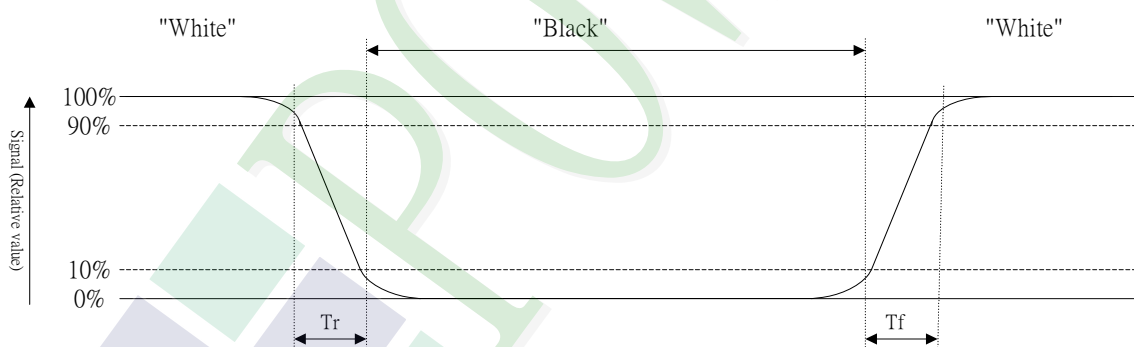 "White" "Black" "White"
100%
90%
Signal (Relative value)
10%
0%
Tr Tf